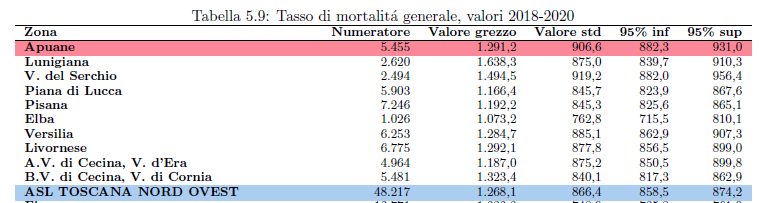 Tabella 5.9: Tasso di mortalitá generale, valori 2018-2020
Zona Numeratore Valore grezzo Valore std 95% inf 95% sup
Apuane 5.455 1.291,2 906,6 882,3 931,0
Lunigiana 2.620 1.638,3 875,0 839,7 910,3
V. del Serchio 2.494 1.494,5 919,2 882,0 956,4
Piana di Lucca 5.903 1.166,4 845,7 823,9 867,6
Pisana 7.246 1.192,2 845,3 825,6 865,1
Elba 1.026 1.073,2 762,8 715,5 810,1
Versilia 6.253 1.284,7 885,1 862,9 907,3
Livornese 6.775 1.292,1 877,8 856,5 899,0
A.V. di Cecina, V. d'Era 4.964 1.187,0 875,2 850,5 899,8
B.V. di Cecina, V. di Cornia 5.481 1.323,4 840,1 817,3 862,9
ASL TOSCANA NORD OVEST 48.217 1.268,1 866,4 858,5 874,2